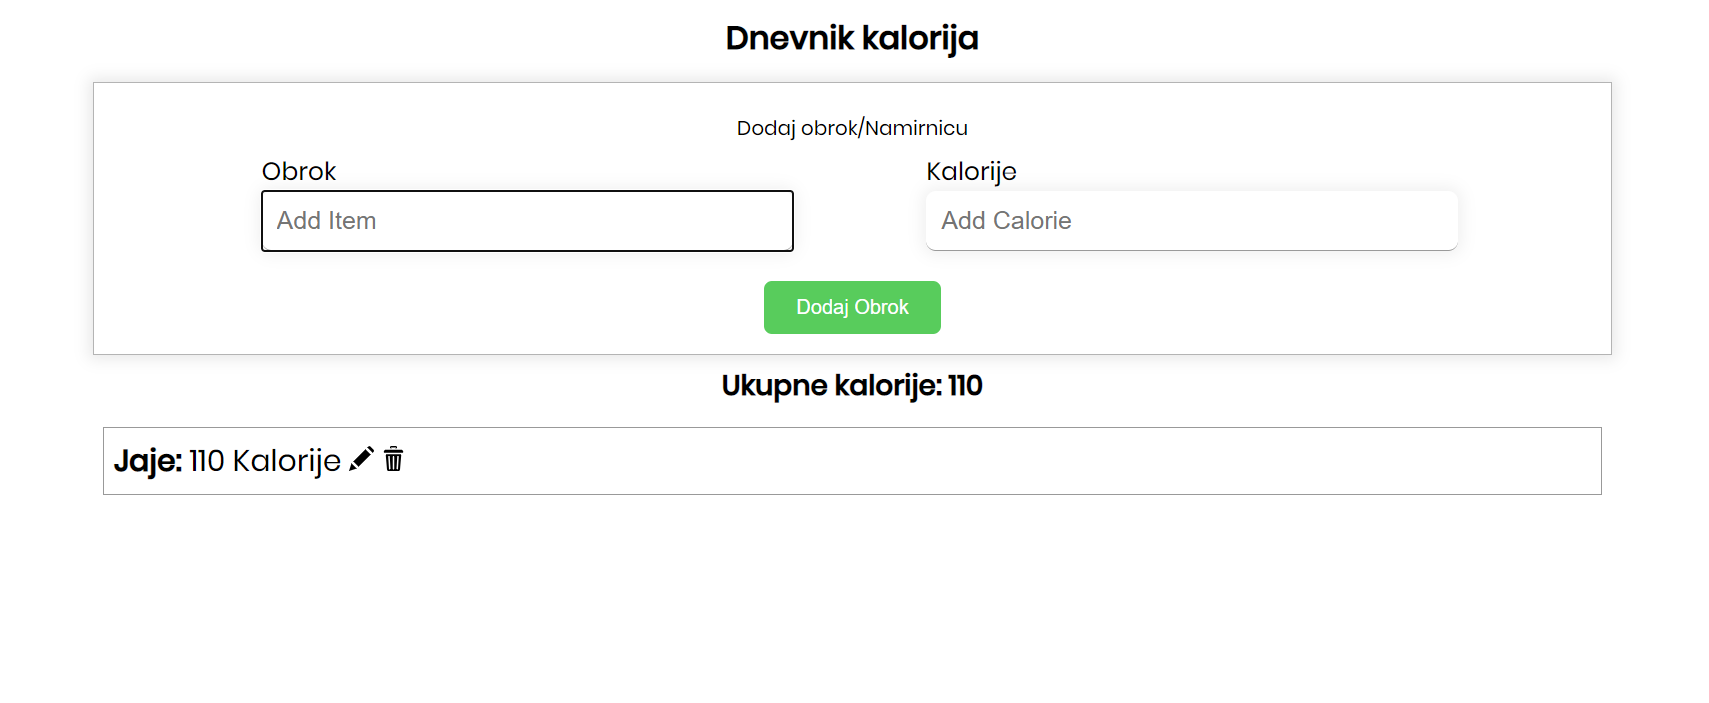 Dnevnik kalorija
Dodaj obrok/Namirnicu
Obrok
Kalorije
Add Item
Add Calorie
Dodaj Obrok
Ukupne kalorije: 110
Jaje: 110 Kalorije